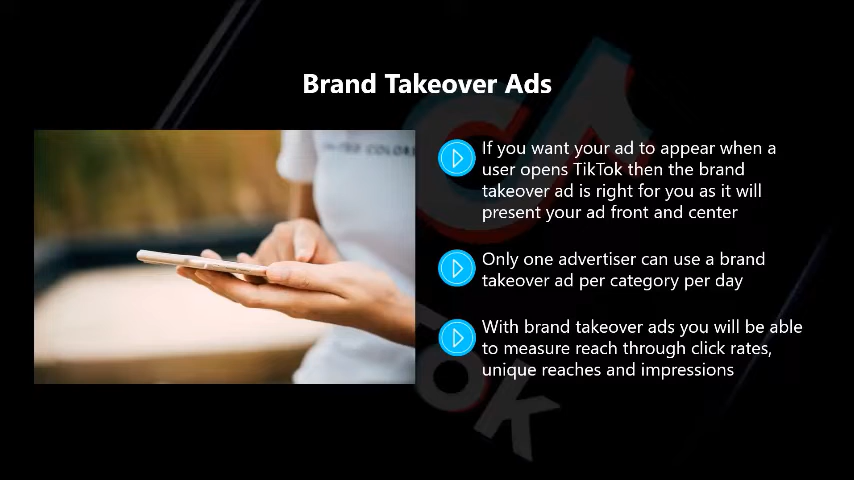 Brand Takeover Ads
If you want your ad to appear when a
user opens TikTok then the brand
takeover ad is right for you as it will
present your ad front and center
Only one advertiser can use a brand
takeover ad per category per day
With brand takeover ads you will be able
to measure reach through click rates,
unique reaches and impressions
UNITED COLORS
Tok